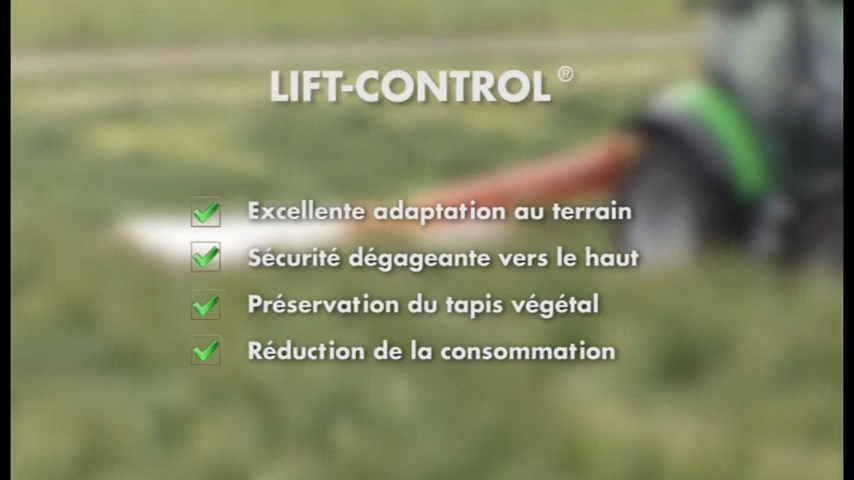 LIFT-CONTROL®
Excellente adaptation au terrain
Sécurité dégageante vers le haut
Préservation du tapis végétal
Réduction de la consommation